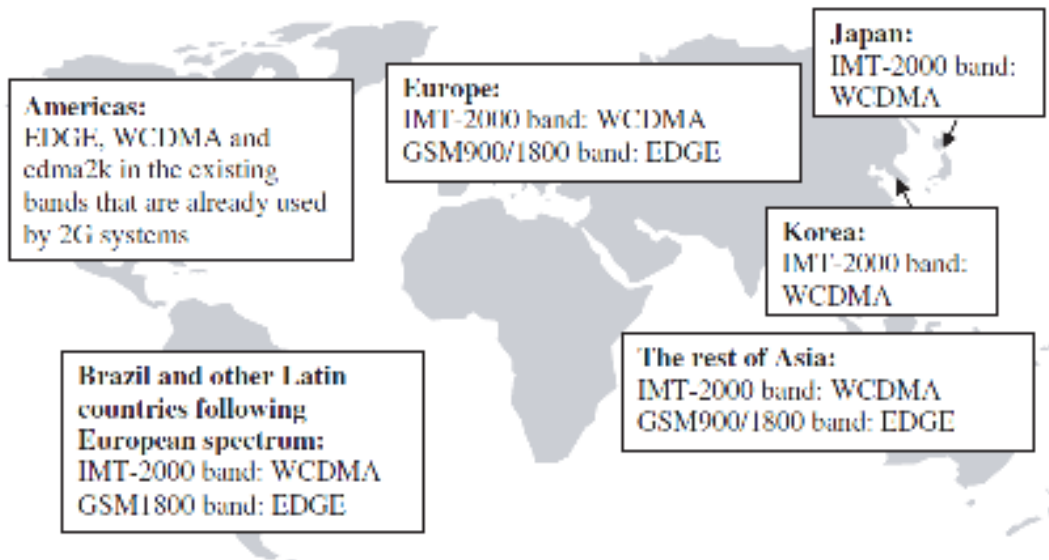 Americas:
EDGE, WCDMA and
cdma2k in the existing
bands that are already used
by 2G systems
Europe:
IMT-2000 band: WCDMA
GSM900/1800 band: EDGE
Japan:
IMT-2000 band:
WCDMA
Korea:
IMT-2000 band:
WCDMA
Brazil and other Latin
countries following
European spectrum:
IMT-2000 band: WCDMA
GSM1800 band: EDGE
The rest of Asia:
IMT-2000 band: WCDMA
GSM900/1800 band: EDGE